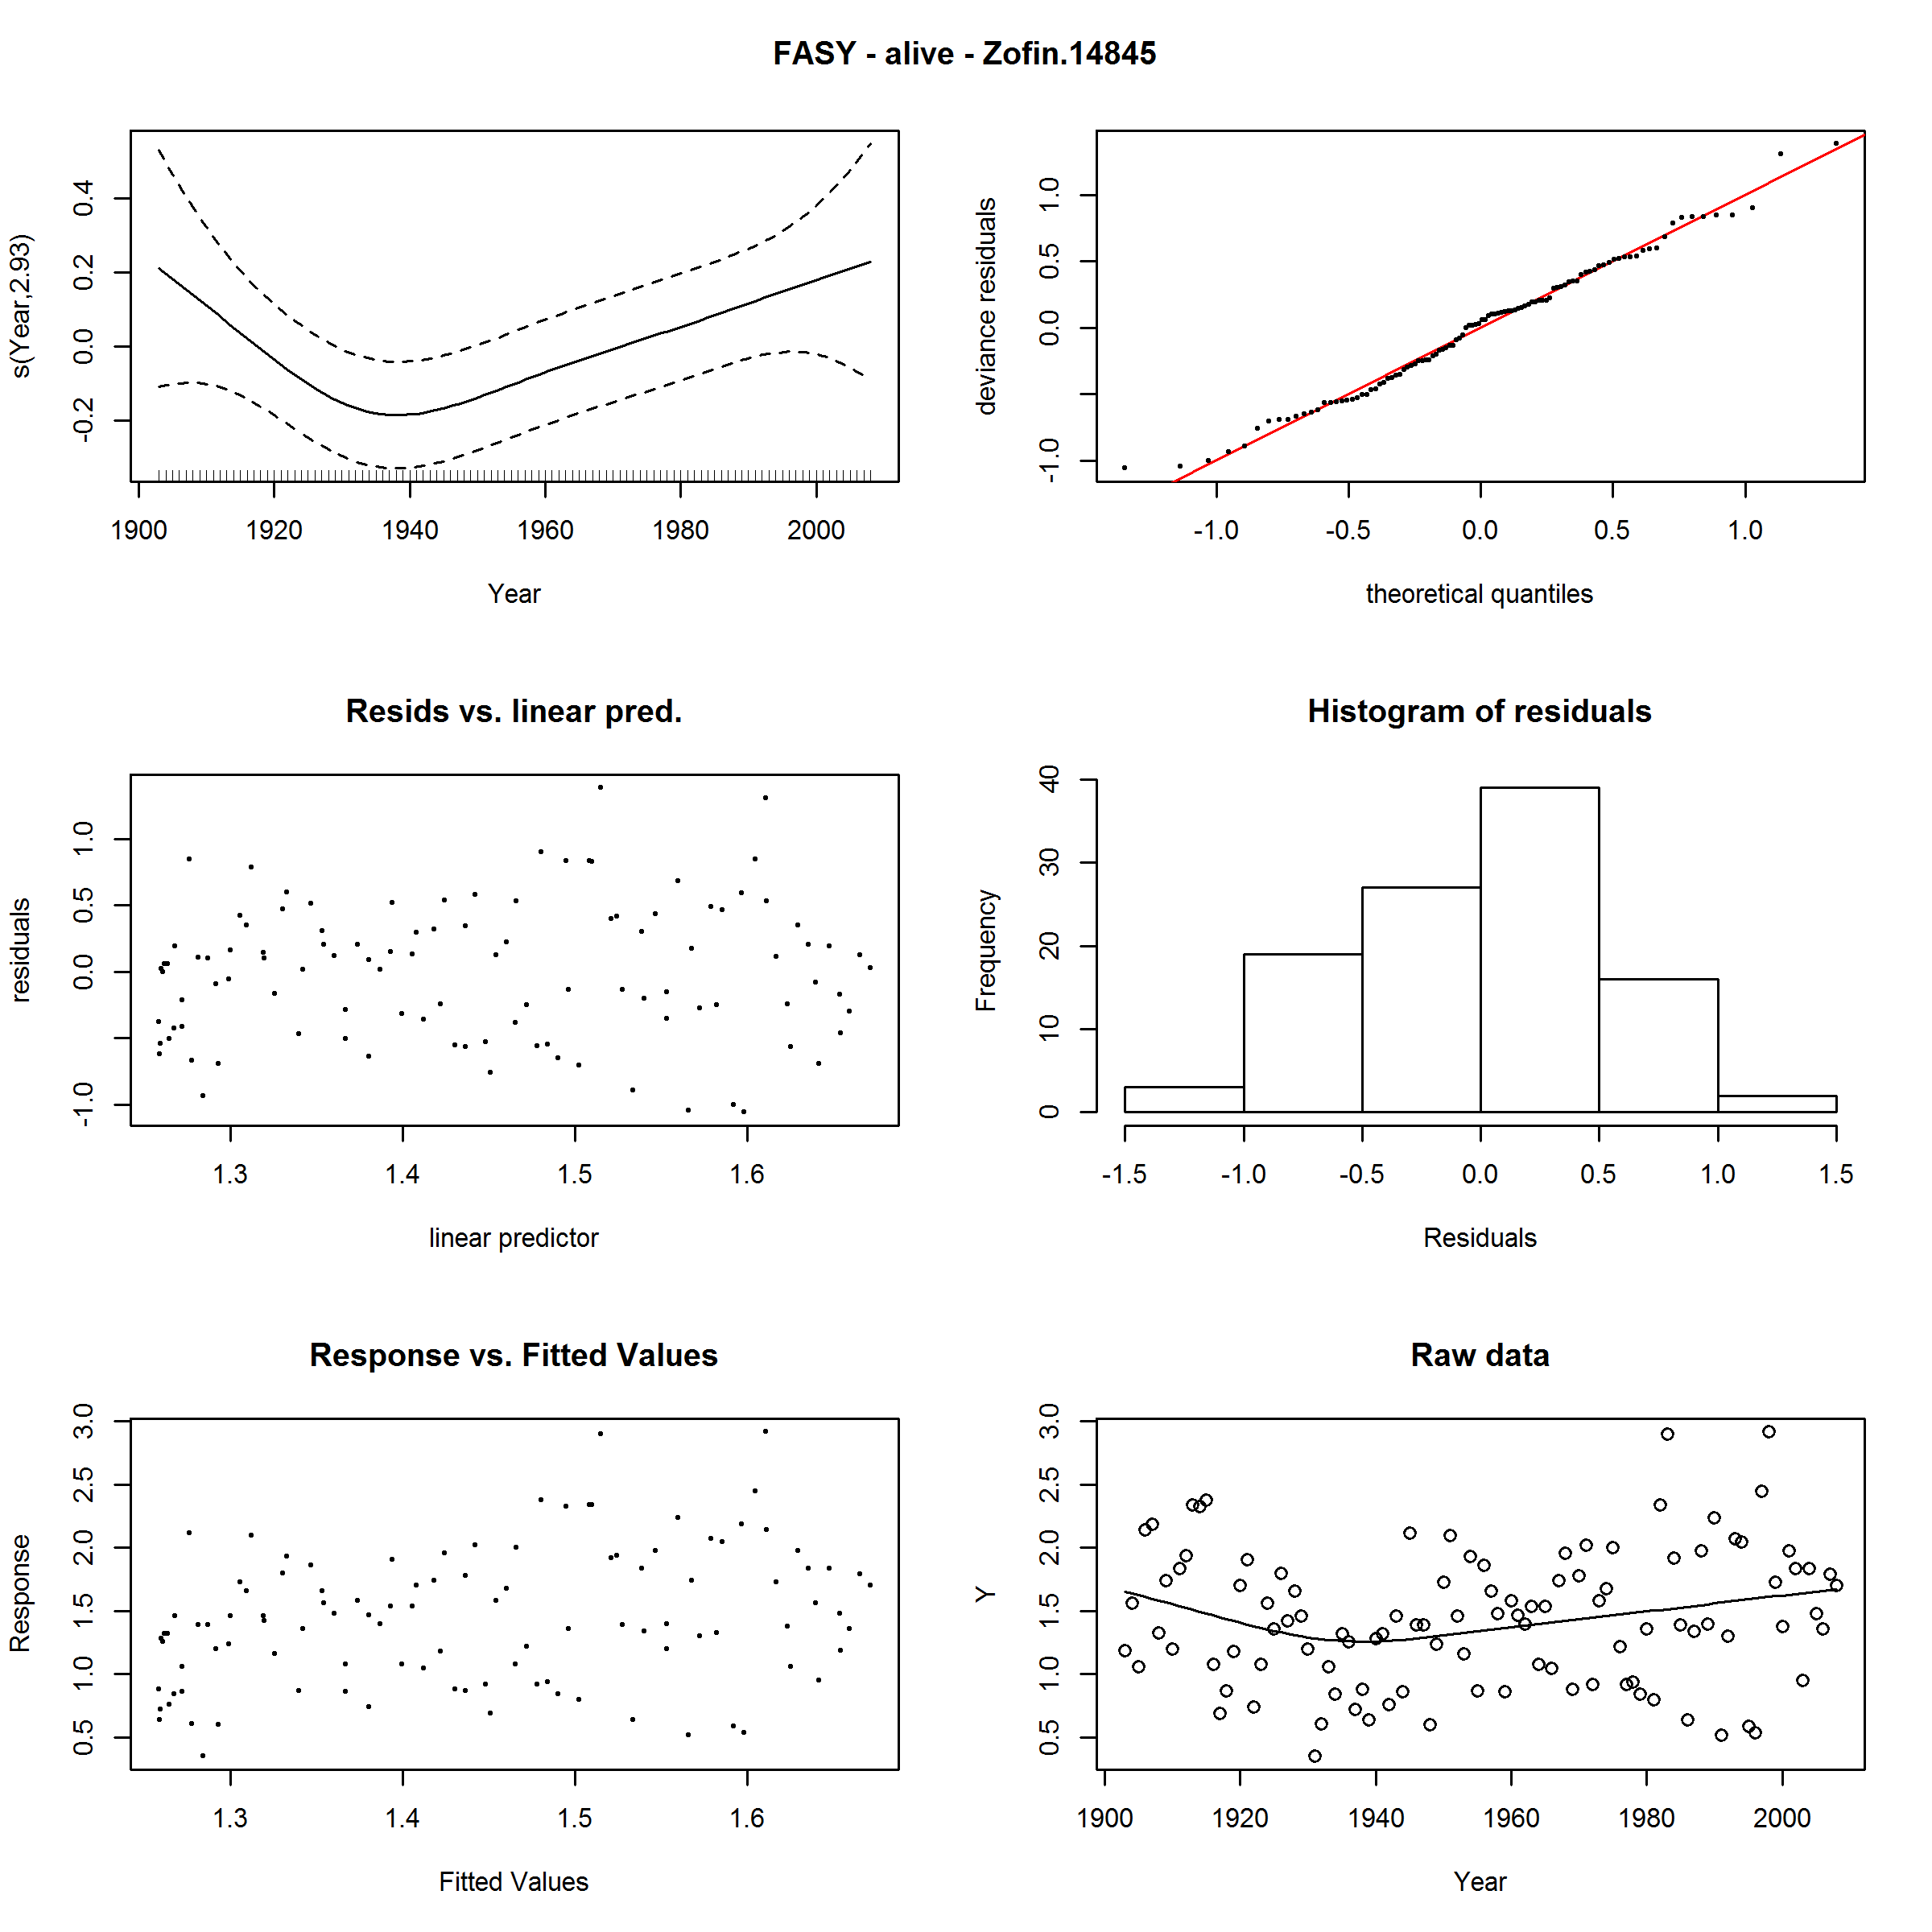 FASY - alive - Zofin.14845
s(Year,2.93)
-0.2 0.0 0.2 0.4
1900 1920 1940 1960 1980 2000
Year
deviance residuals
-1.0 0.0 0.5 1.0
-1.0 -0.5 0.0 0.5 1.0
theoretical quantiles
Resids vs. linear pred.
residuals
-1.0 0.0 0.5 1.0
1.3 1.4 1.5 1.6
linear predictor
Histogram of residuals
Frequency
0 10 20 30 40
-1.5 -1.0 -0.5 0.0 0.5 1.0 1.5
Residuals
Response vs. Fitted Values
Response
0.5 1.0 1.5 2.0 2.5 3.0
1.3 1.4 1.5 1.6
Fitted Values
Raw data
Y
0.5 1.0 1.5 2.0 2.5 3.0
1900 1920 1940 1960 1980 2000
Year